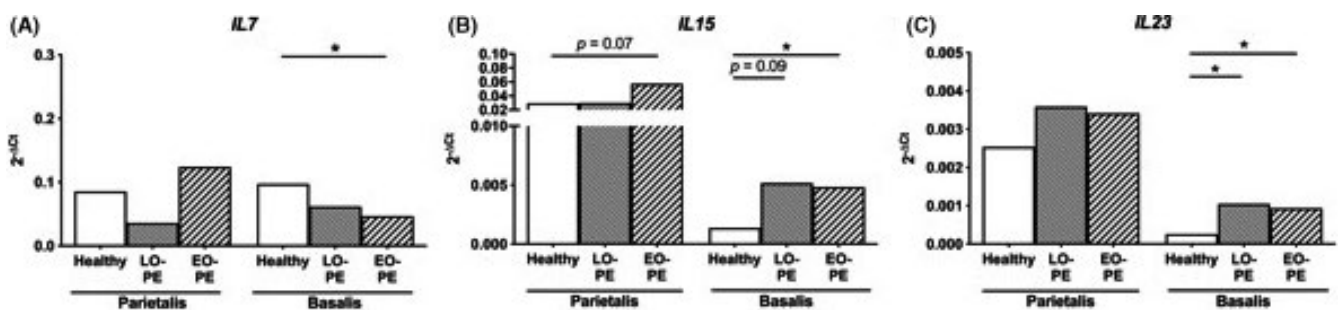 (A) IL7
0.3
0.2
0.1
0.0
2-ΔCt
*
Healthy LO-PE EO-PE Healthy LO-PE EO-PE
Parietalis Basalis
(B) IL15
0.10
0.08
0.06
0.04
0.02
0.010
0.005
0.000
2-ΔCt
p = 0.07
*
p = 0.09
Healthy LO-PE EO-PE Healthy LO-PE EO-PE
Parietalis Basalis
(C) IL23
0.005
0.004
0.003
0.002
0.001
0.000
2-ΔCt
*
*
Healthy LO-PE EO-PE Healthy LO-PE EO-PE
Parietalis Basalis